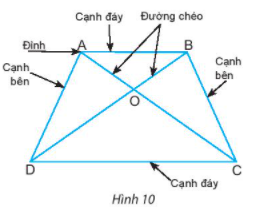 Cạnh đáy
Đường chéo
Đỉnh
A
B
Cạnh
bên
Cạnh
bên
O
D
C
Cạnh đáy
Hình 10